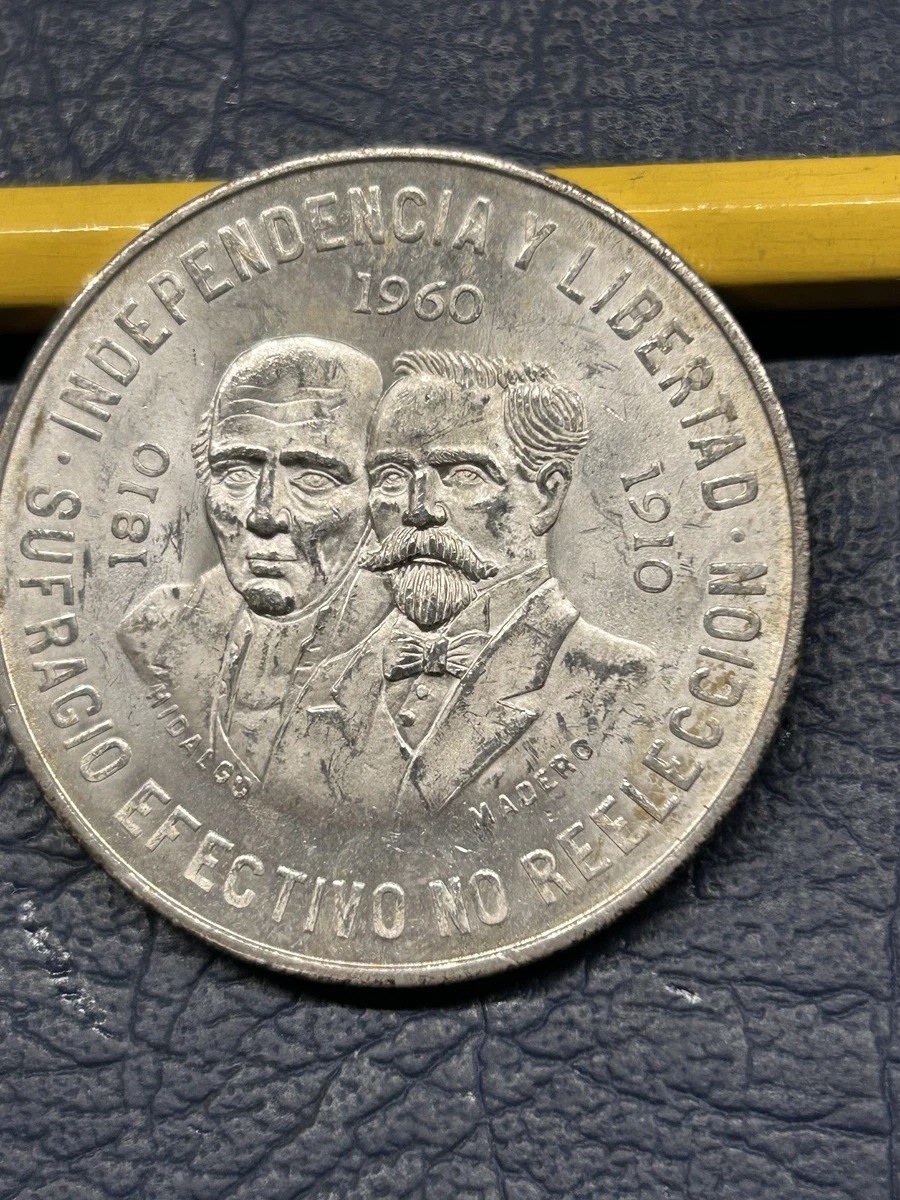 · INDEPENDENCIA Y LIBERTAD ·
1960
1810
1910
HIDALGO
MADERO
SUFRAGIO EFECTIVO NO REELECCION